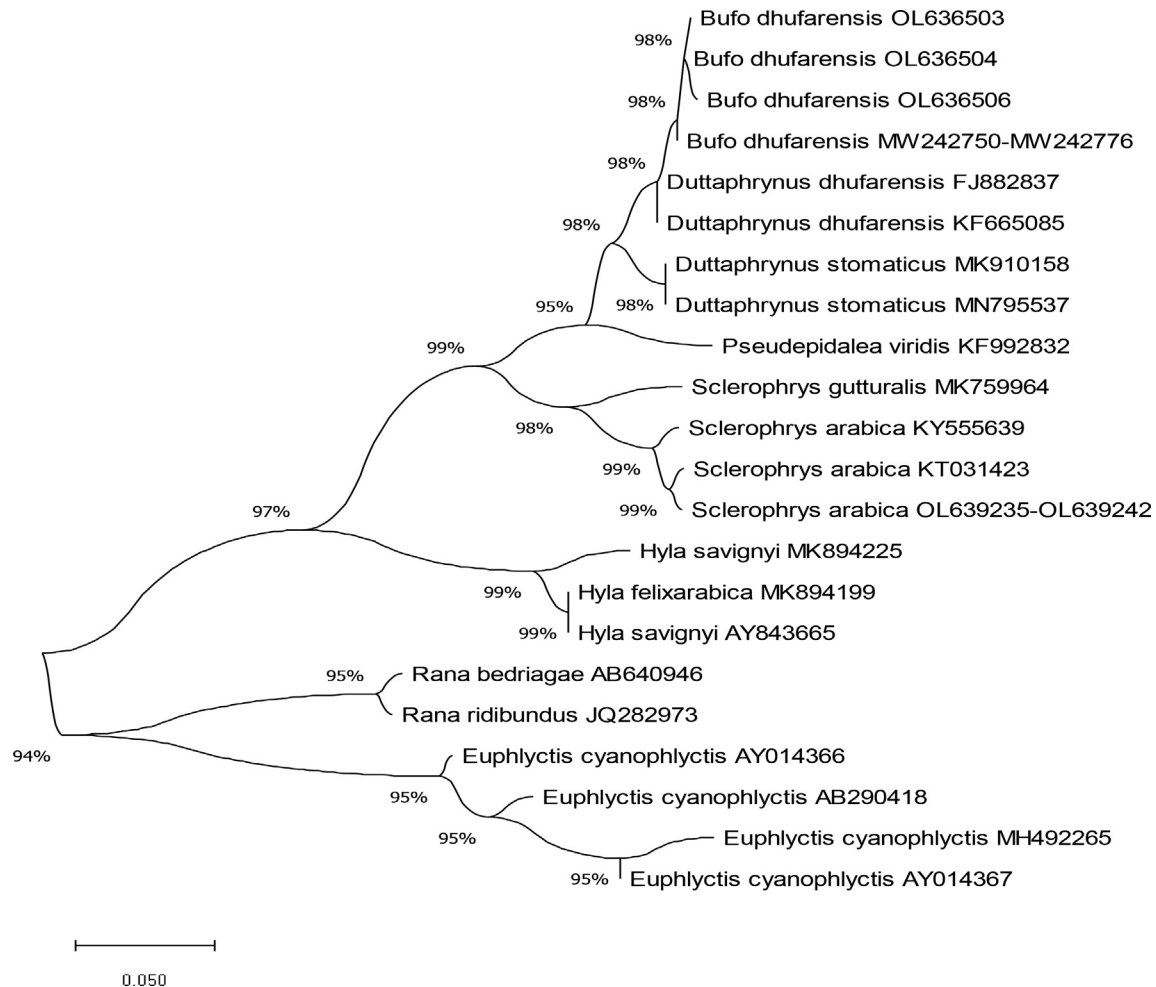 Bufo dhufarensis OL636503
98%
Bufo dhufarensis OL636504
98%
Bufo dhufarensis OL636506
Bufo dhufarensis MW242750-MW242776
98%
Duttaphrynus dhufarensis FJ882837
98%
Duttaphrynus dhufarensis KF665085
Duttaphrynus stomaticus MK910158
95%
98%
Duttaphrynus stomaticus MN795537
99%
Pseudepidalea viridis KF992832
Sclerophrys gutturalis MK759964
98%
Sclerophrys arabica KY555639
99%
Sclerophrys arabica KT031423
97%
99%
Sclerophrys arabica OL639235-OL639242
Hyla savignyi MK894225
99%
Hyla felixarabica MK894199
99%
Hyla savignyi AY843665
95%
Rana bedriagae AB640946
Rana ridibundus JQ282973
94%
Euphlyctis cyanophlyctis AY014366
95%
Euphlyctis cyanophlyctis AB290418
95%
Euphlyctis cyanophlyctis MH492265
95%
Euphlyctis cyanophlyctis AY014367
0.050